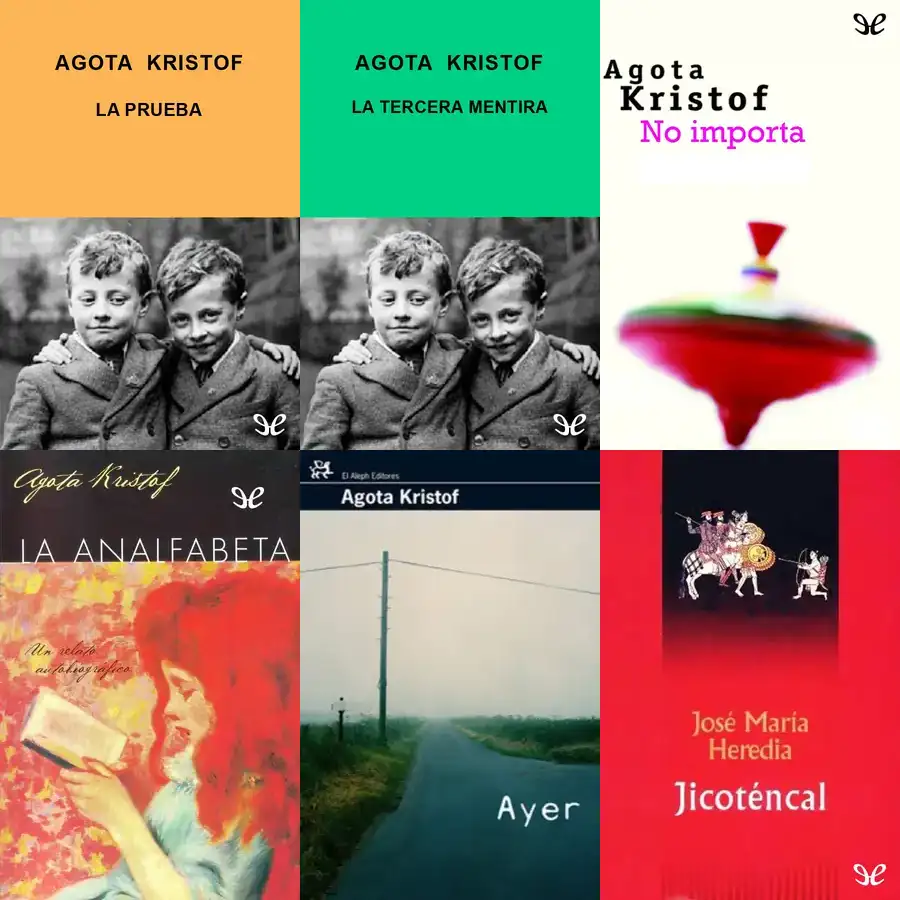 AGOTA KRISTOF
LA PRUEBA
AGOTA KRISTOF
LA TERCERA MENTIRA
Agota
Kristof
No importa
Agota Kristof
LA ANALFABETA
Un relato
autobiográfico
El Aleph Editores
Agota Kristof
Ayer
José María
Heredia
Jicoténcal